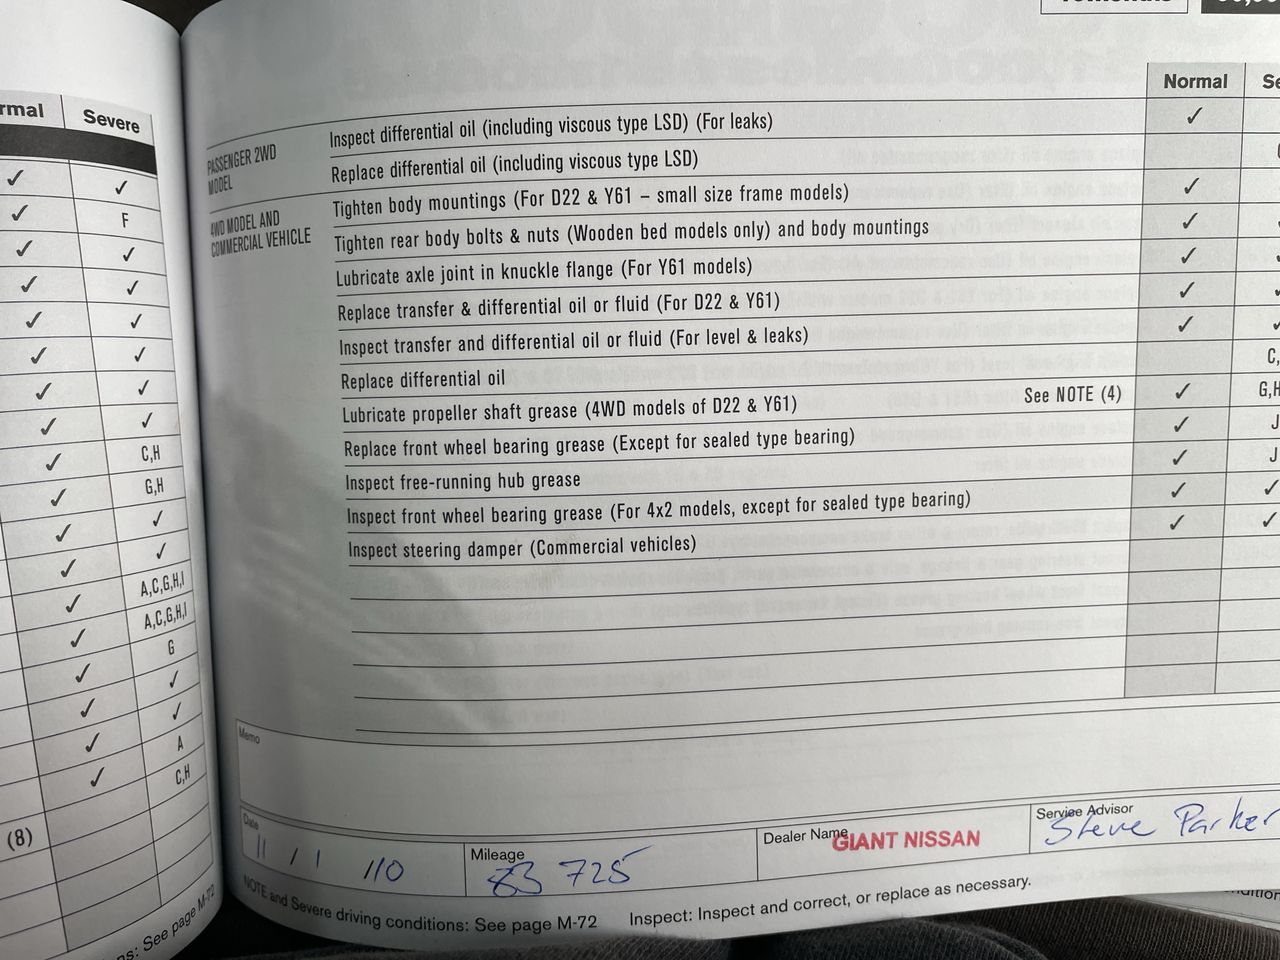 rmal Severe
✓ ✓
✓ F
✓ ✓
✓ ✓
✓ ✓
✓ ✓
✓ ✓
✓ ✓
✓ C,H
✓ G,H
✓ ✓
✓ ✓
✓ A,C,G,H,I
✓ A,C,G,H,I
✓ G
✓ ✓
✓ ✓
✓ A
C,H
(8)
ns: See page M-72
Normal Se
PASSENGER 2WD MODEL
Inspect differential oil (including viscous type LSD) (For leaks) ✓
Replace differential oil (including viscous type LSD)
4WD MODEL AND COMMERCIAL VEHICLE
Tighten body mountings (For D22 & Y61 – small size frame models) ✓
Tighten rear body bolts & nuts (Wooden bed models only) and body mountings ✓
Lubricate axle joint in knuckle flange (For Y61 models) ✓
Replace transfer & differential oil or fluid (For D22 & Y61) ✓
Inspect transfer and differential oil or fluid (For level & leaks) ✓
Replace differential oil C,
Lubricate propeller shaft grease (4WD models of D22 & Y61) See NOTE (4) ✓ G,H
Replace front wheel bearing grease (Except for sealed type bearing) ✓ J
Inspect free-running hub grease ✓ J
Inspect front wheel bearing grease (For 4x2 models, except for sealed type bearing) ✓ ✓
Inspect steering damper (Commercial vehicles) ✓ ✓
Memo
Date 11 / 1 /10 Mileage 83 725 Dealer Name GIANT NISSAN Service Advisor Steve Parker
NOTE and Severe driving conditions: See page M-72 Inspect: Inspect and correct, or replace as necessary.